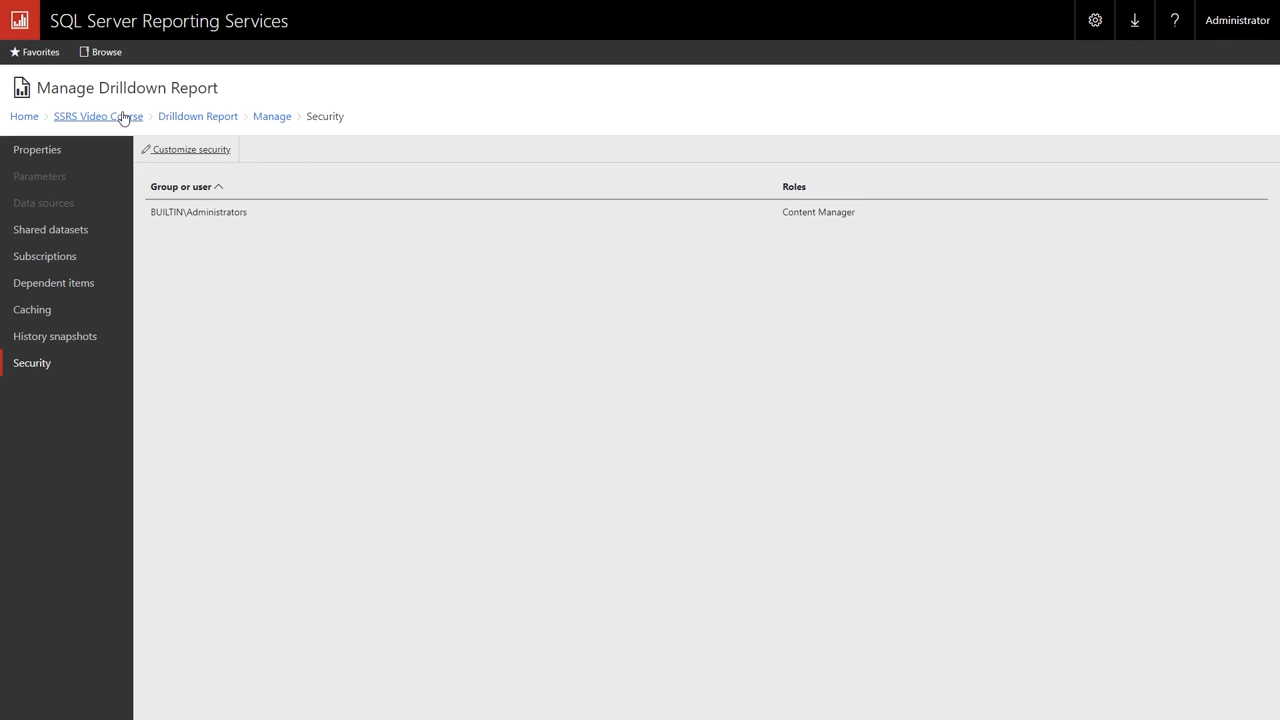 SQL Server Reporting Services
? Administrator
Favorites Browse
Manage Drilldown Report
Home > SSRS Video Course > Drilldown Report > Manage > Security
Properties
Parameters
Data sources
Shared datasets
Subscriptions
Dependent items
Caching
History snapshots
Security
Customize security
Group or user Roles
BUILTIN\Administrators Content Manager